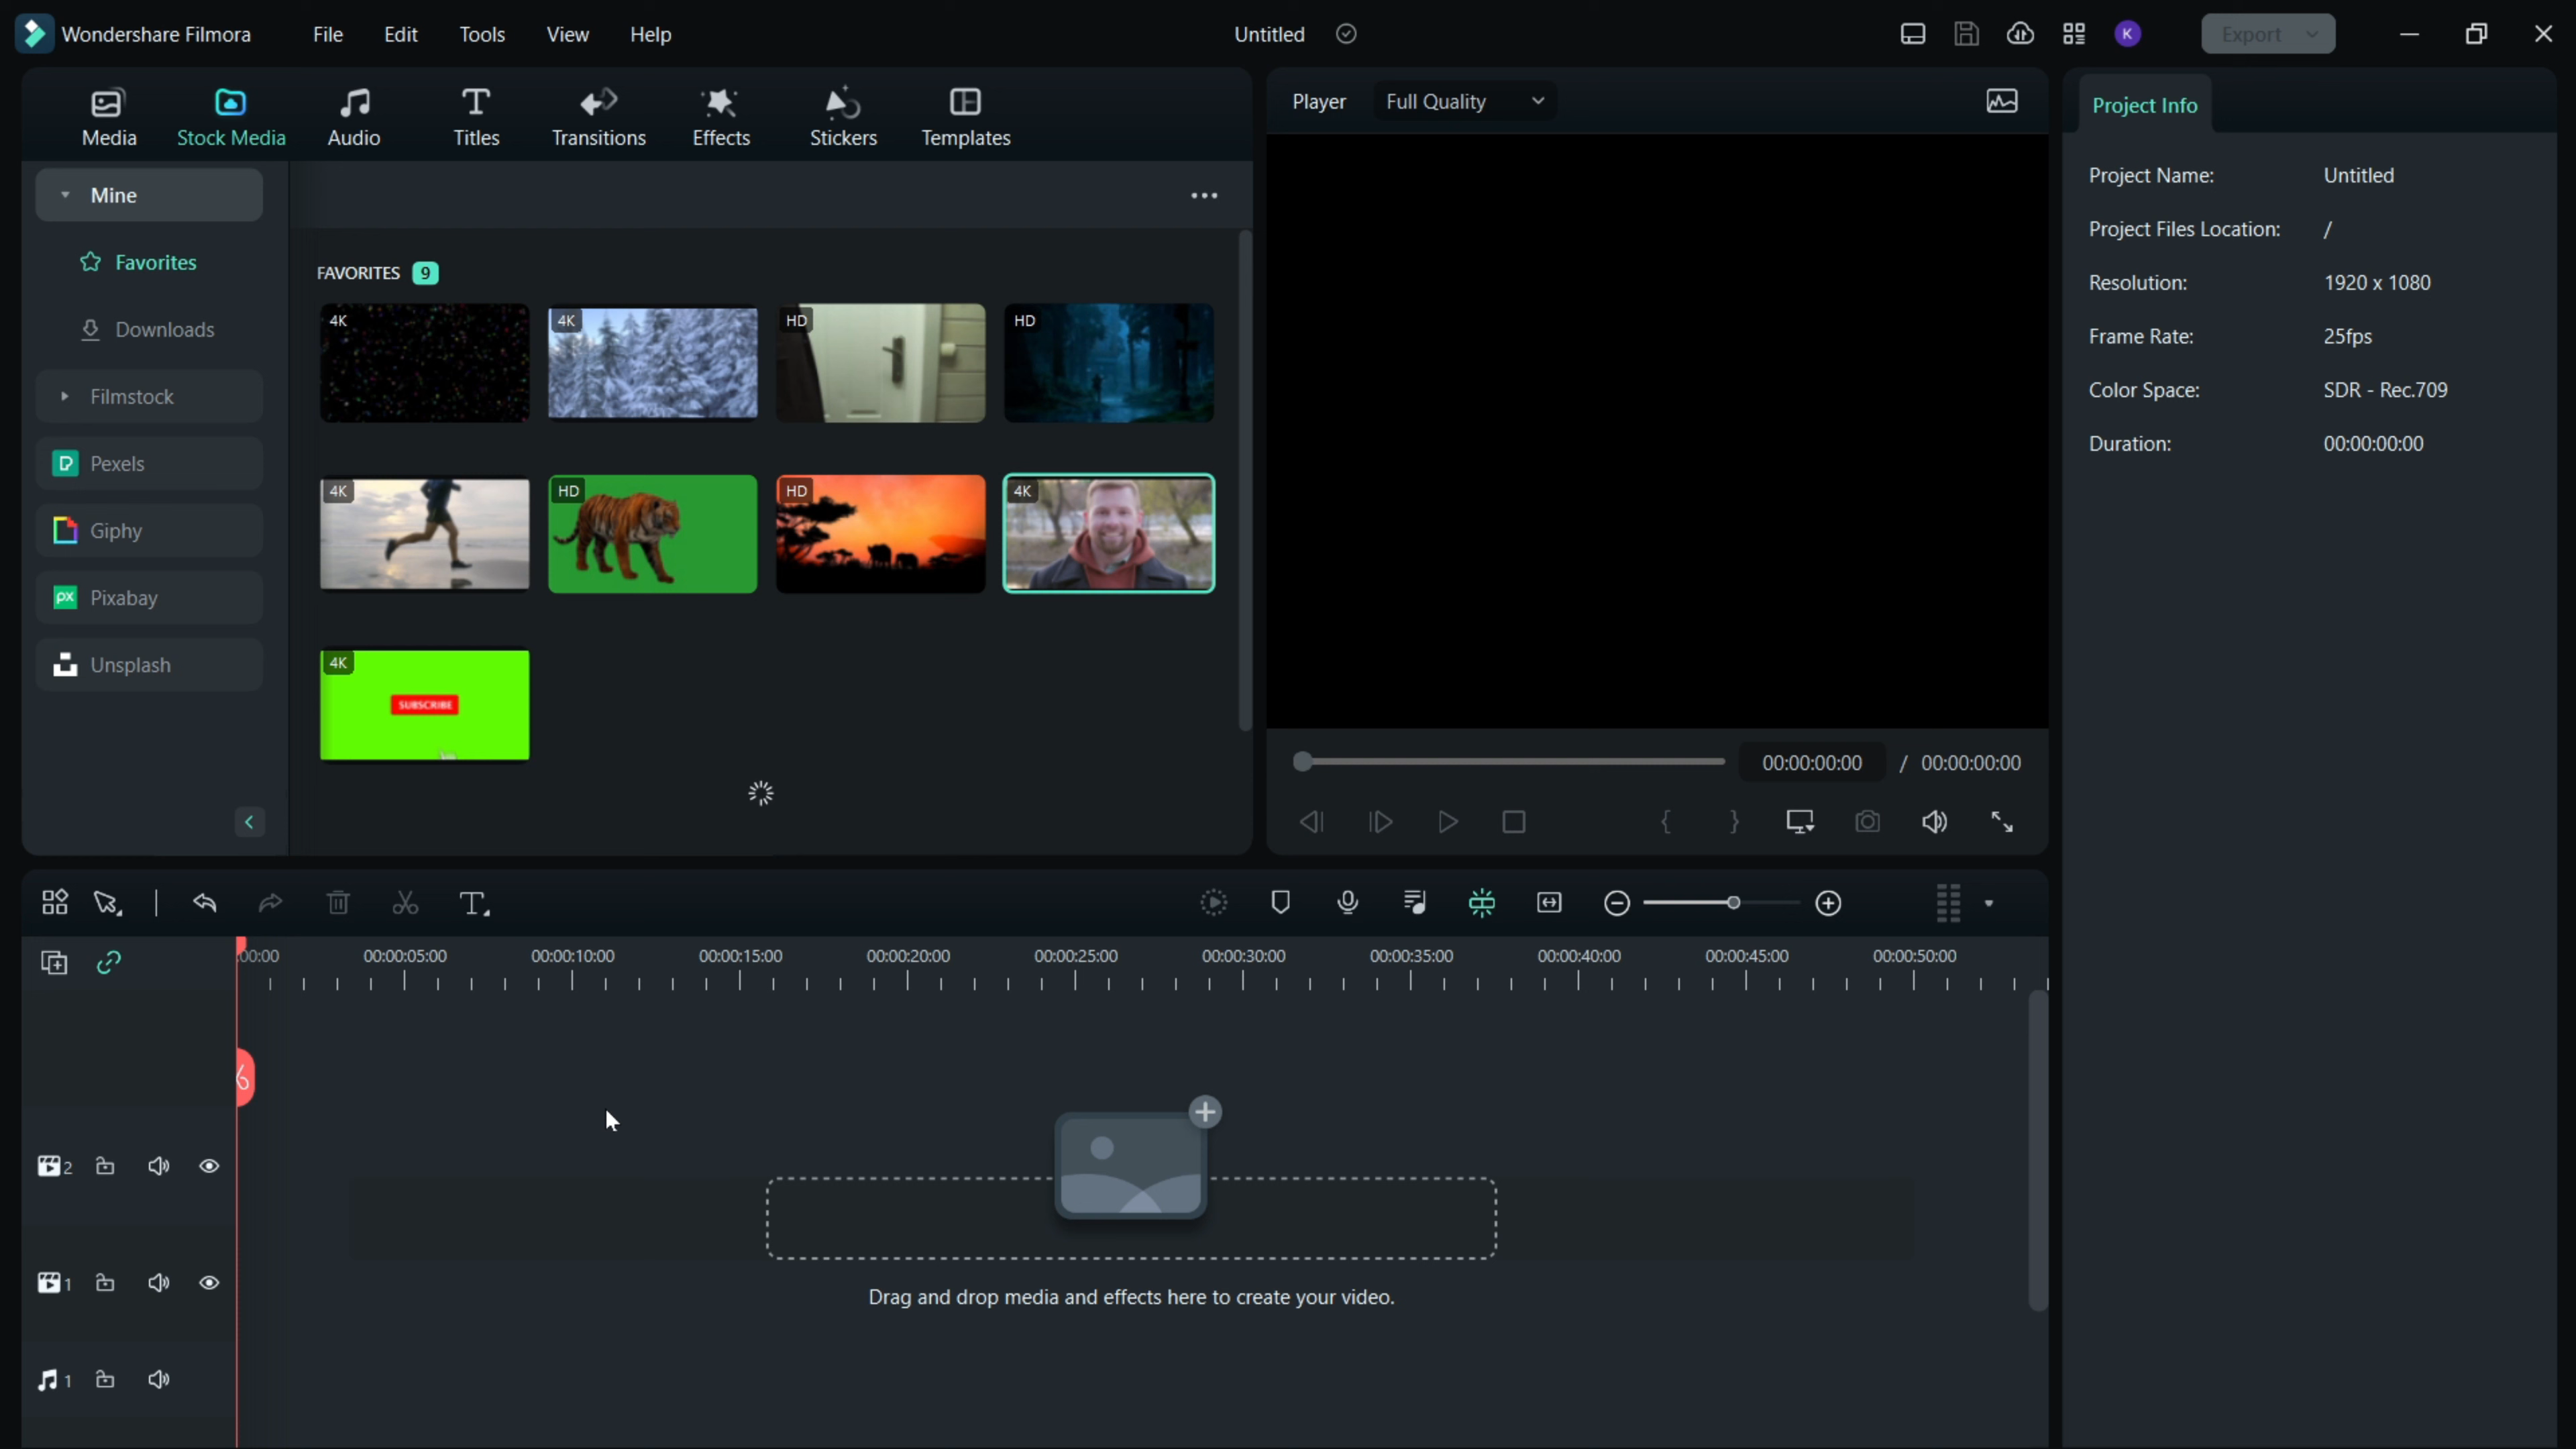 Wondershare Filmora File Edit Tools View Help Untitled K Export
Media Stock Media Audio Titles Transitions Effects Stickers Templates
Player Full Quality
Project Info
Mine
Favorites
Downloads
Filmstock
Pexels
Giphy
Pixabay
Unsplash
FAVORITES 9
4K 4K HD HD
4K HD HD 4K
4K
SUBSCRIBE
00:00:00:00 / 00:00:00:00
{ }
Project Name: Untitled
Project Files Location: /
Resolution: 1920 x 1080
Frame Rate: 25fps
Color Space: SDR - Rec.709
Duration: 00:00:00:00
:00:00 00:00:05:00 00:00:10:00 00:00:15:00 00:00:20:00 00:00:25:00 00:00:30:00 00:00:35:00 00:00:40:00 00:00:45:00 00:00:50:00
2
1
Drag and drop media and effects here to create your video.
1